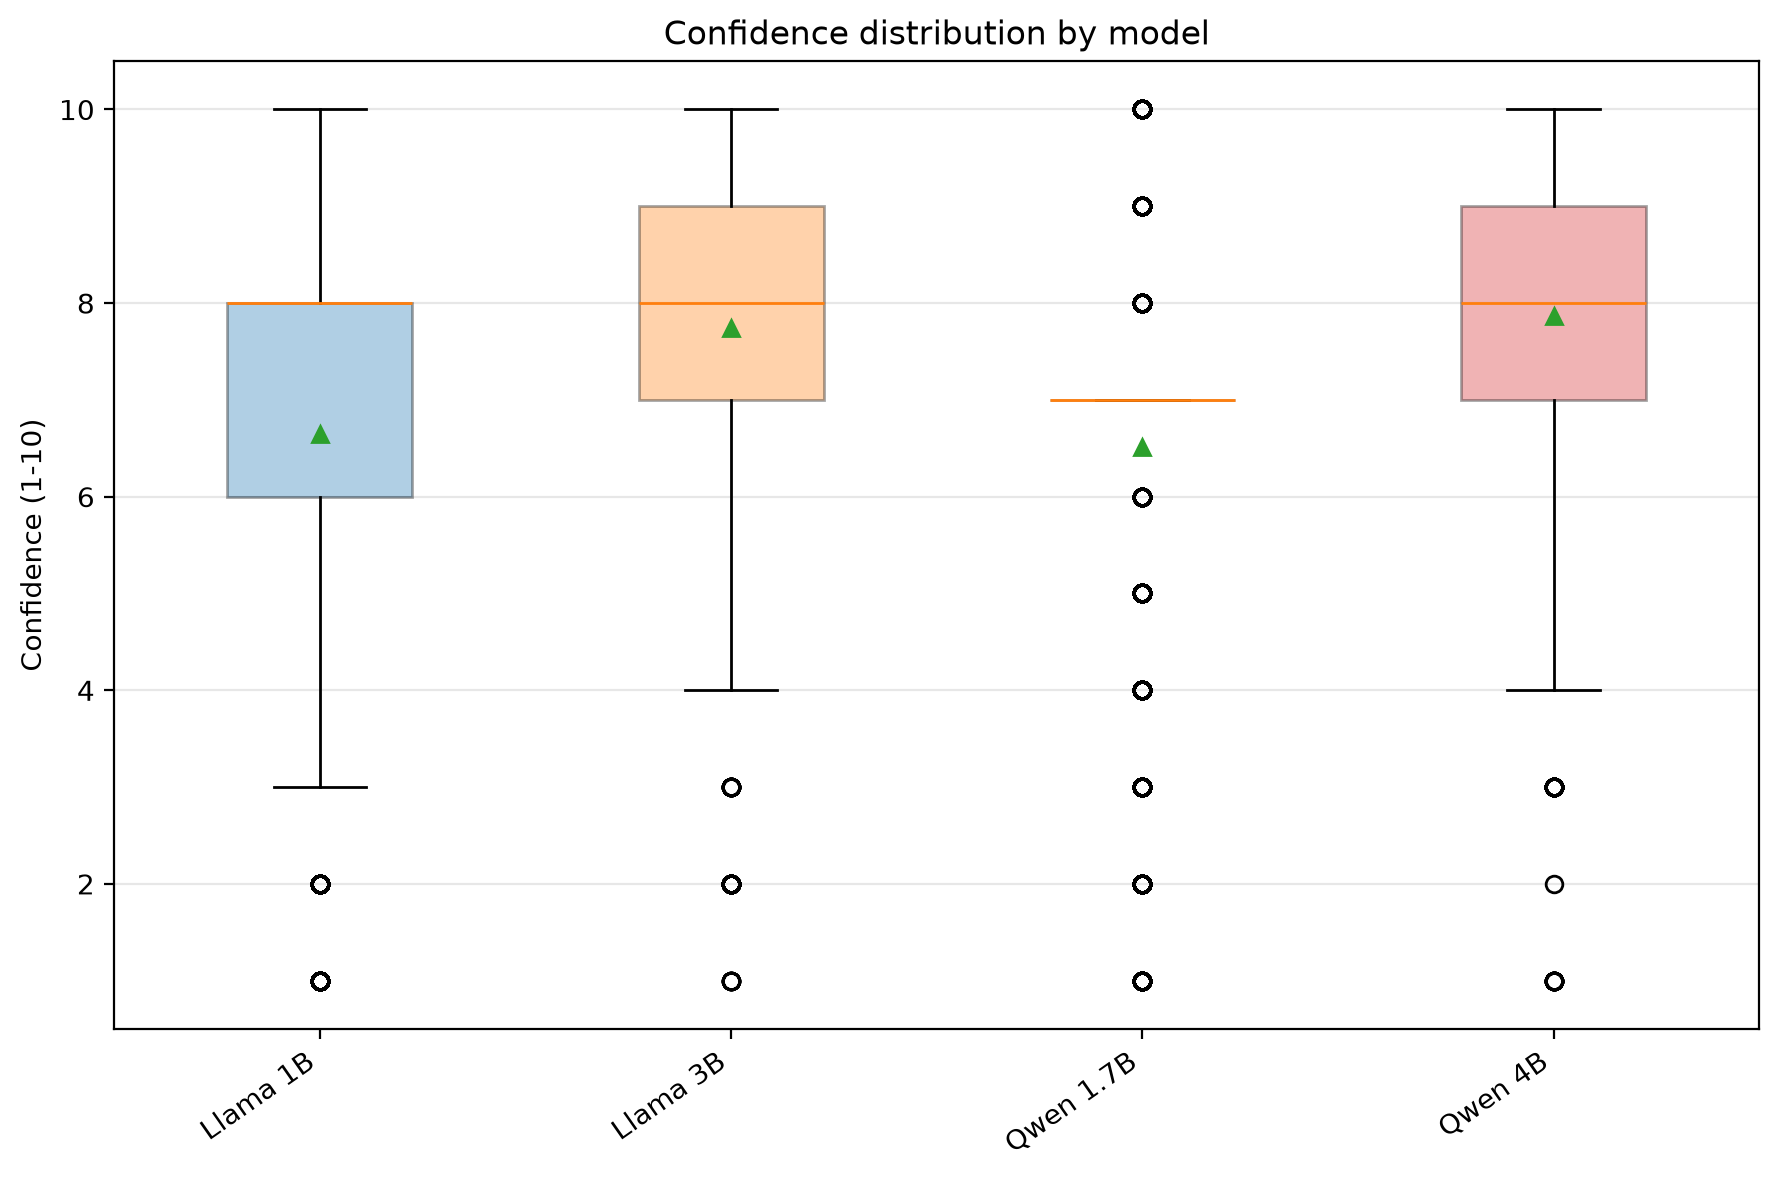 Confidence distribution by model
Confidence (1-10)
10
8
6
4
2
Llama 1B
Llama 3B
Qwen 1.7B
Qwen 4B